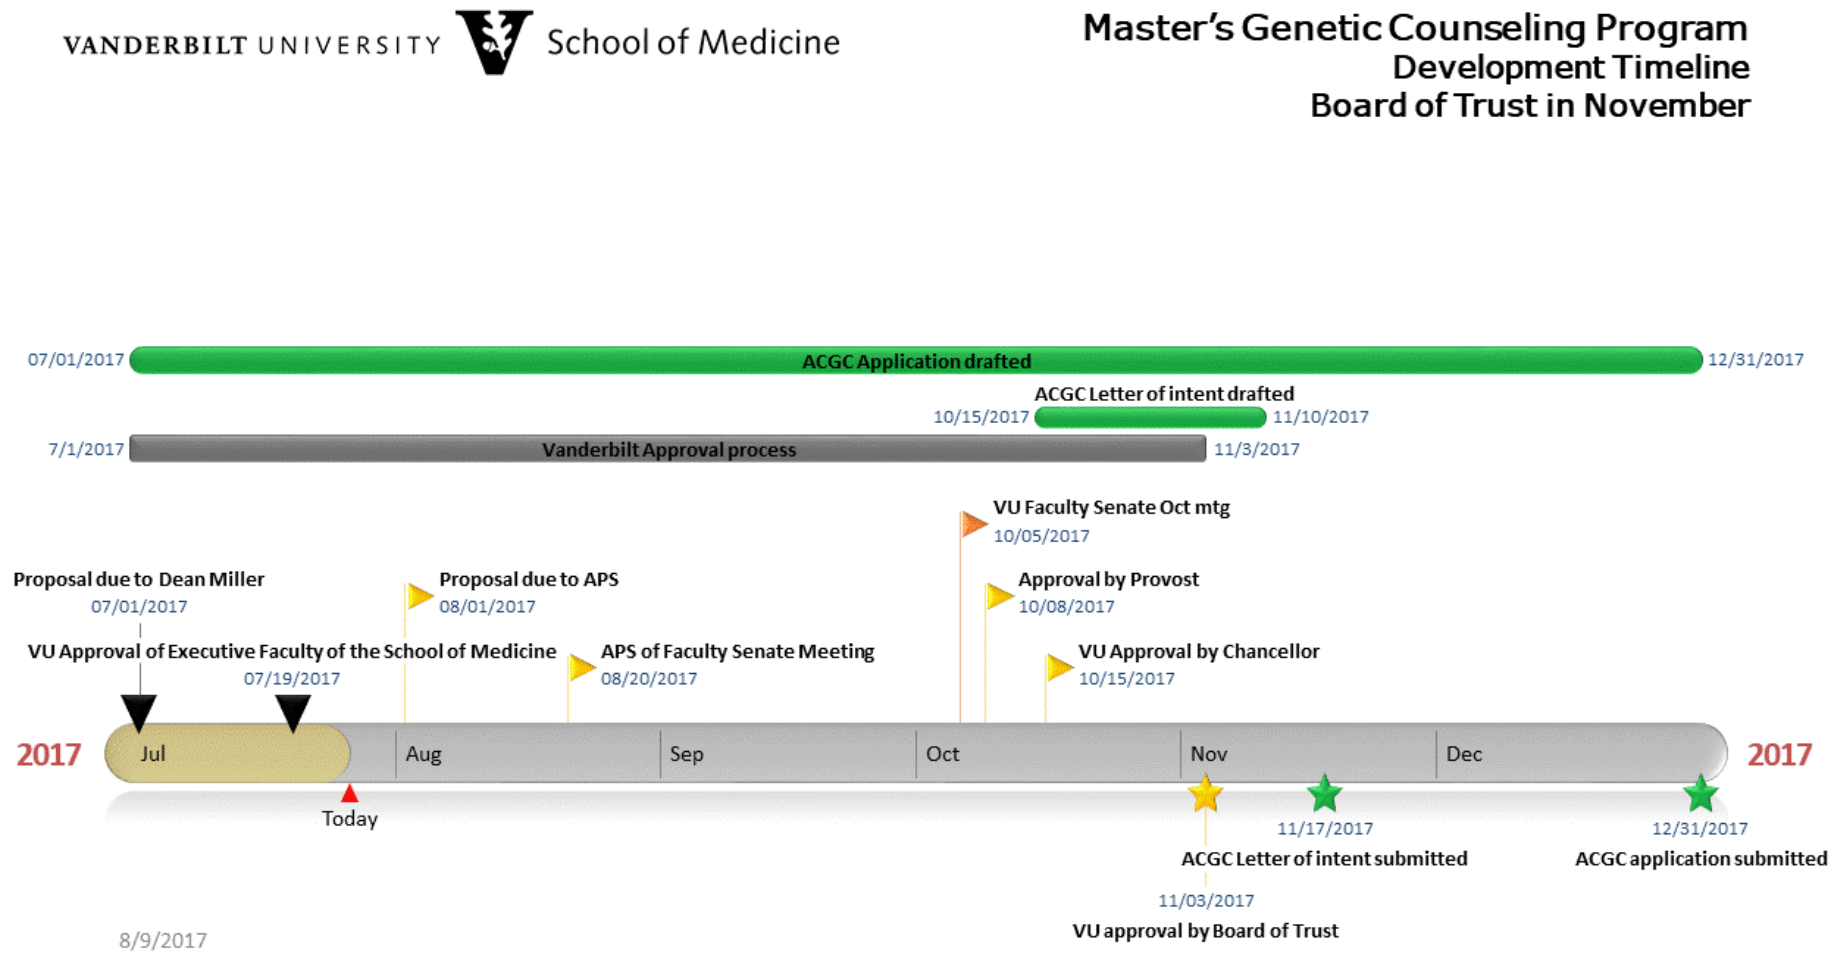 VANDERBILT UNIVERSITY School of Medicine
Master's Genetic Counseling Program
Development Timeline
Board of Trust in November
07/01/2017 ACGC Application drafted 12/31/2017
ACGC Letter of intent drafted
10/15/2017 11/10/2017
7/1/2017 Vanderbilt Approval process 11/3/2017
VU Faculty Senate Oct mtg
10/05/2017
Proposal due to Dean Miller
07/01/2017
Proposal due to APS
08/01/2017
Approval by Provost
10/08/2017
VU Approval of Executive Faculty of the School of Medicine
07/19/2017
APS of Faculty Senate Meeting
08/20/2017
VU Approval by Chancellor
10/15/2017
2017 Jul Aug Sep Oct Nov Dec 2017
Today
11/17/2017
ACGC Letter of intent submitted
12/31/2017
ACGC application submitted
11/03/2017
VU approval by Board of Trust
8/9/2017